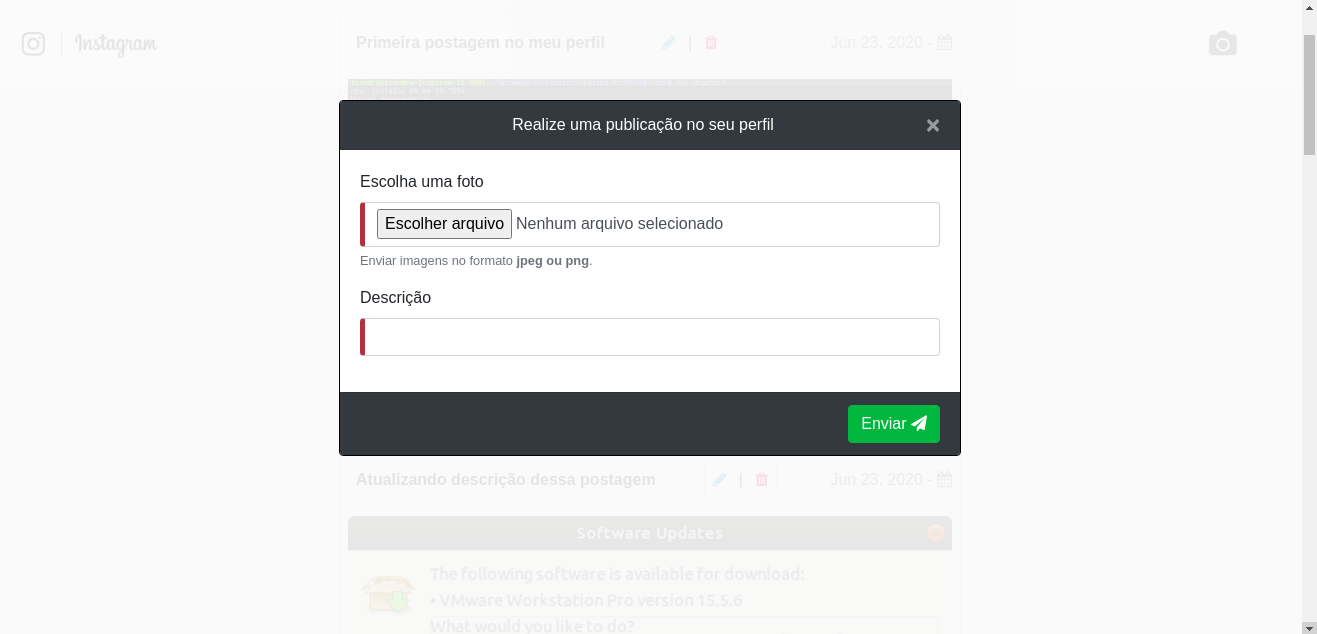 Instagram
Primeira postagem no meu perfil | Jun 23, 2020 -
Realize uma publicação no seu perfil ×
Escolha uma foto
Escolher arquivo Nenhum arquivo selecionado
Enviar imagens no formato jpeg ou png.
Descrição
Enviar
Atualizando descrição dessa postagem | Jun 23, 2020 -
Software Updates
The following software is available for download:
• VMware Workstation Pro version 15.5.6
What would you like to do?